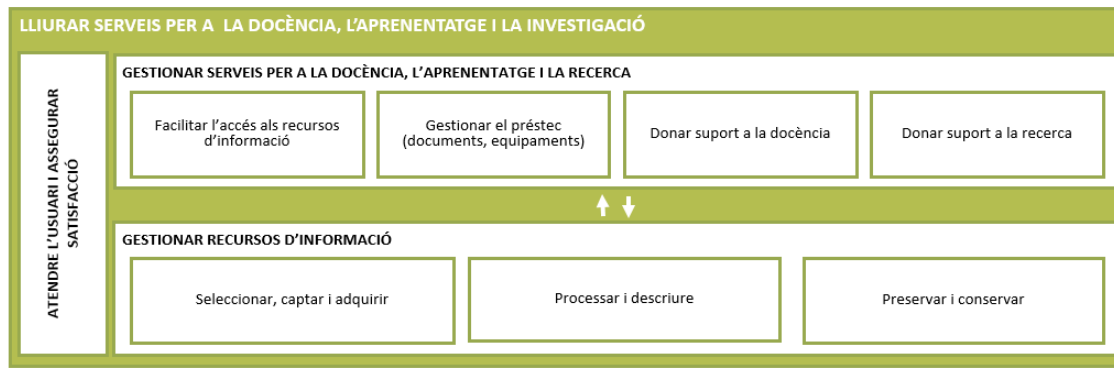 LLIURAR SERVEIS PER A LA DOCÈNCIA, L'APRENENTATGE I LA INVESTIGACIÓ
ATENDRE L'USUARI I ASSEGURAR
SATISFACCIÓ
GESTIONAR SERVEIS PER A LA DOCÈNCIA, L'APRENENTATGE I LA RECERCA
Facilitar l'accés als recursos
d'informació
Gestionar el préstec
(documents, equipaments)
Donar suport a la docència
Donar suport a la recerca
GESTIONAR RECURSOS D'INFORMACIÓ
Seleccionar, captar i adquirir
Processar i descriure
Preservar i conservar